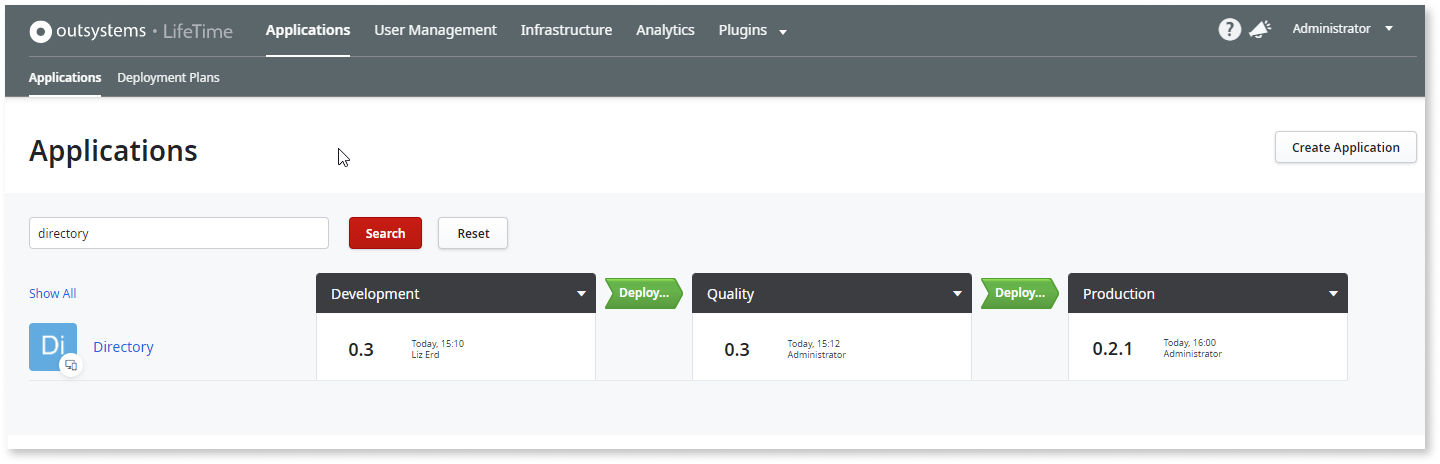 outsystems • LifeTime Applications User Management Infrastructure Analytics Plugins ? Administrator
Applications Deployment Plans
Applications
Create Application
directory Search Reset
Show All Development Deploy... Quality Deploy... Production
Di Directory 0.3 Today, 15:10 0.3 Today, 15:12 0.2.1 Today, 16:00
Liz Erd Administrator Administrator